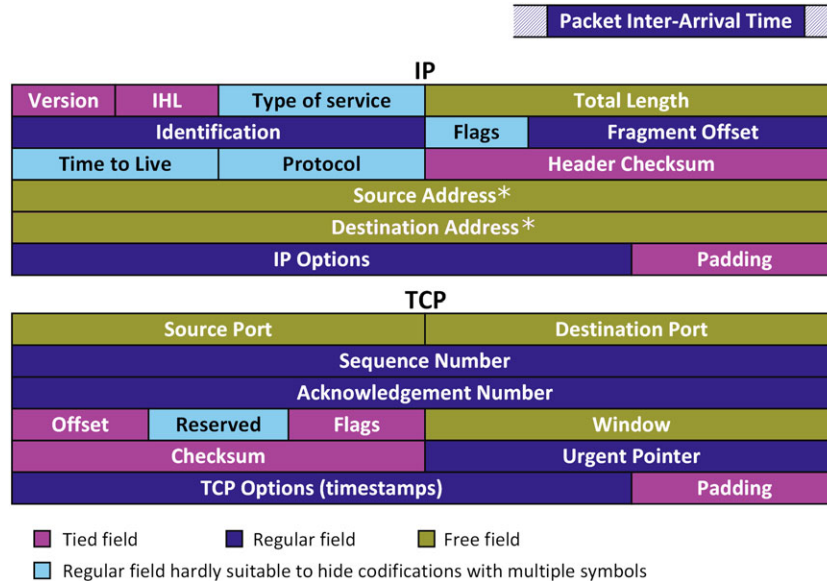 Packet Inter-Arrival Time
IP
Version IHL Type of service Total Length
Identification Flags Fragment Offset
Time to Live Protocol Header Checksum
Source Address*
Destination Address*
IP Options Padding
TCP
Source Port Destination Port
Sequence Number
Acknowledgement Number
Offset Reserved Flags Window
Checksum Urgent Pointer
TCP Options (timestamps) Padding
Tied field Regular field Free field
Regular field hardly suitable to hide codifications with multiple symbols